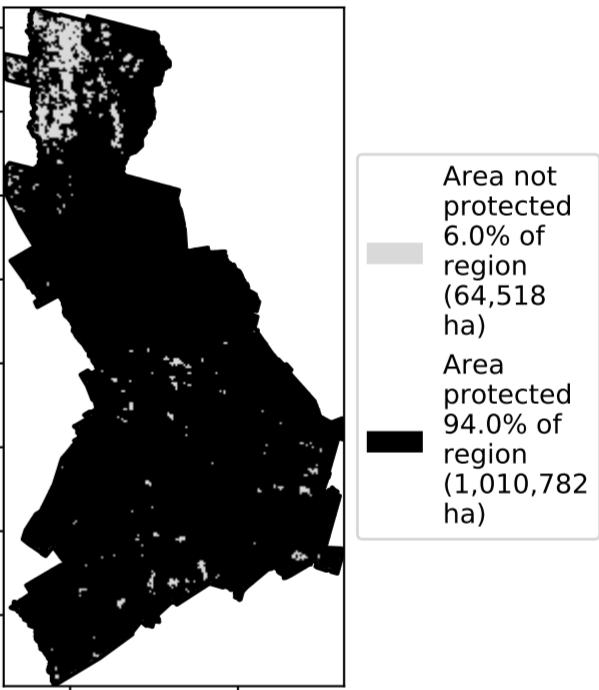 Area not
protected
6.0% of
region
(64,518
ha)
Area
protected
94.0% of
region
(1,010,782
ha)